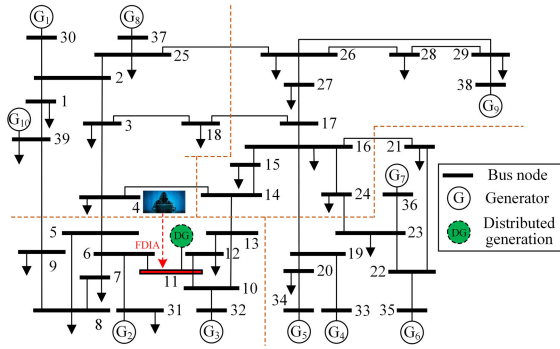 G1
G8
30
37
25
26
28
29
2
38
27
G9
1
G10
39
3
18
17
15
16
21
G7
Bus node
G
Generator
DG
Distributed
generation
4
14
24
36
5
FDIA
DG
13
23
6
12
19
9
7
11
10
20
22
8
31
32
34
33
35
G2
G3
G5
G4
G6